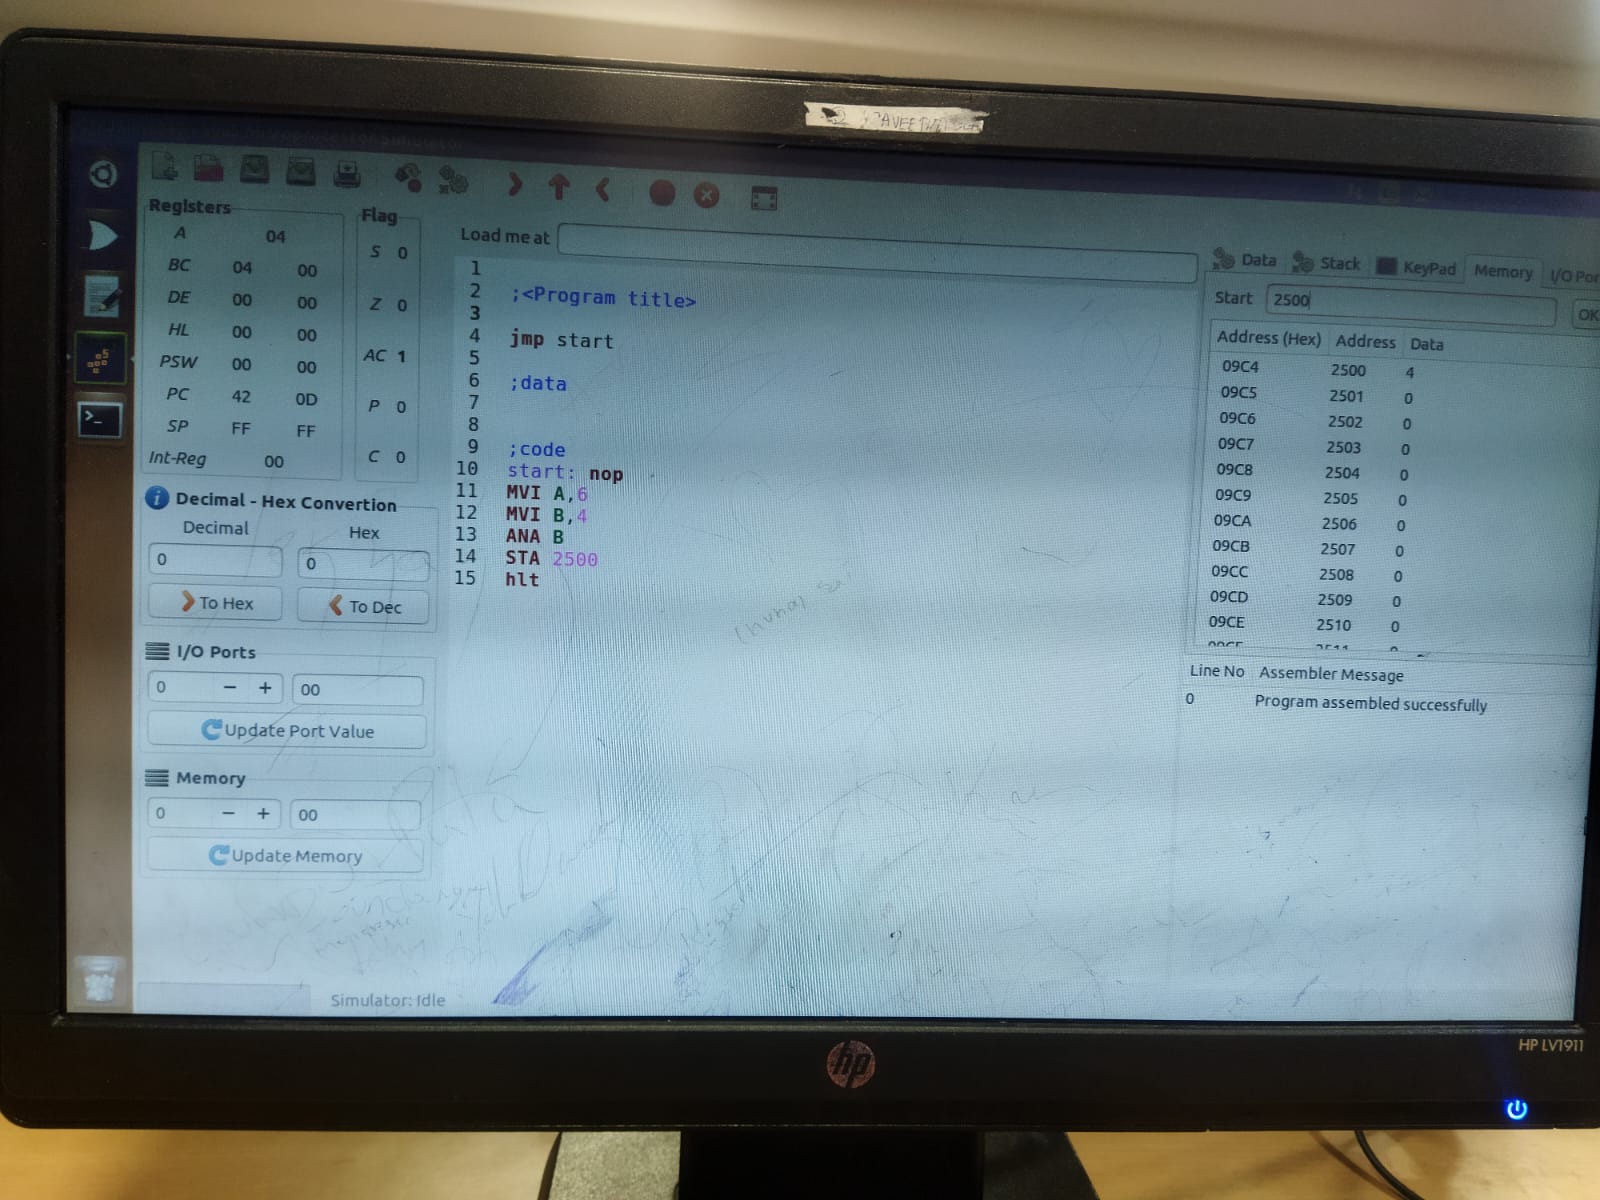 Registers
A 04
BC 04 00
DE 00 00
HL 00 00
PSW 00 00
PC 42 0D
SP FF FF
Int-Reg 00
Flag
S 0
Z 0
AC 1
P 0
C 0
Decimal - Hex Convertion
Decimal Hex
0 0
To Hex To Dec
I/O Ports
0 − + 00
Update Port Value
Memory
0 − + 00
Update Memory
Simulator: Idle
Load me at
1
2 ;<Program title>
3
4 jmp start
5
6 ;data
7
8
9 ;code
10 start: nop
11 MVI A,6
12 MVI B,4
13 ANA B
14 STA 2500
15 hlt
Data Stack KeyPad Memory I/O Por
Start 2500 OK
Address (Hex) Address Data
09C4 2500 4
09C5 2501 0
09C6 2502 0
09C7 2503 0
09C8 2504 0
09C9 2505 0
09CA 2506 0
09CB 2507 0
09CC 2508 0
09CD 2509 0
09CE 2510 0
Line No Assembler Message
0 Program assembled successfully
hp
HP LV1911